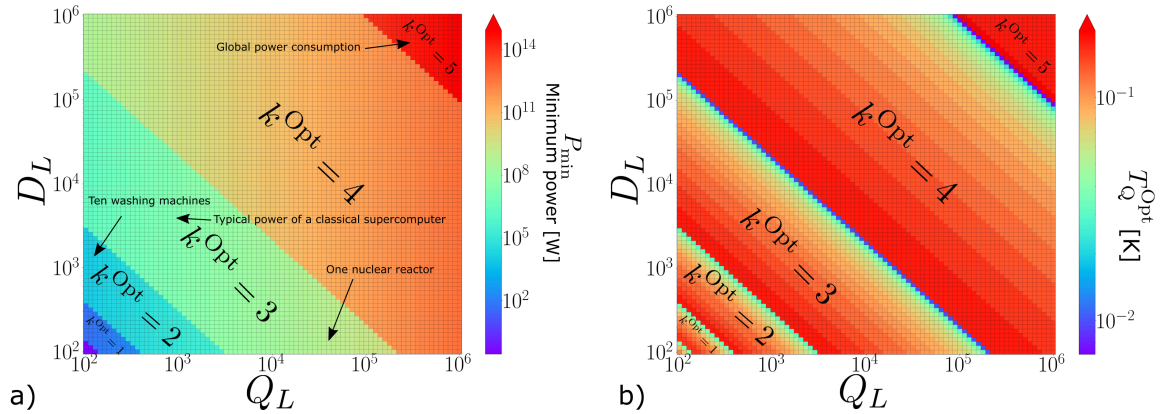 10^6
10^5
10^4
10^3
10^2
D_L
10^2
10^3
10^4
10^5
10^6
Q_L
a)
Global power consumption
k^Opt = 5
k^Opt = 4
Ten washing machines
Typical power of a classical supercomputer
k^Opt = 3
One nuclear reactor
k^Opt = 2
k^Opt = 1
10^14
10^11
10^8
10^5
10^2
P_min
Minimum power [W]
10^6
10^5
10^4
10^3
10^2
D_L
10^2
10^3
10^4
10^5
10^6
Q_L
b)
k^Opt = 5
k^Opt = 4
k^Opt = 3
k^Opt = 2
k^Opt = 1
10^-1
10^-2
T_Q^Opt [K]